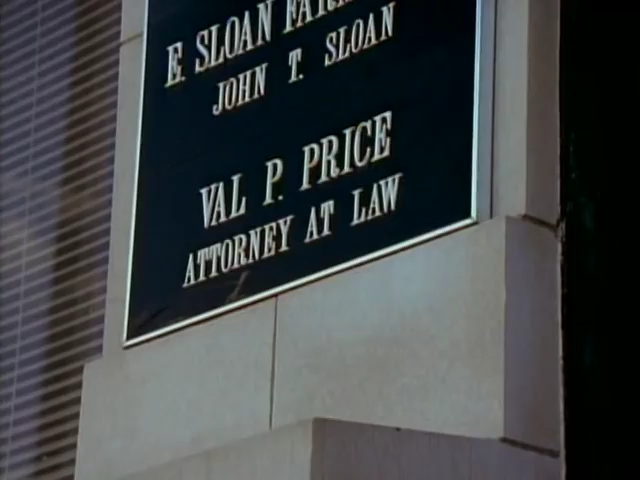 E. SLOAN
JOHN T. SLOAN
VAL P. PRICE
ATTORNEY AT LAW